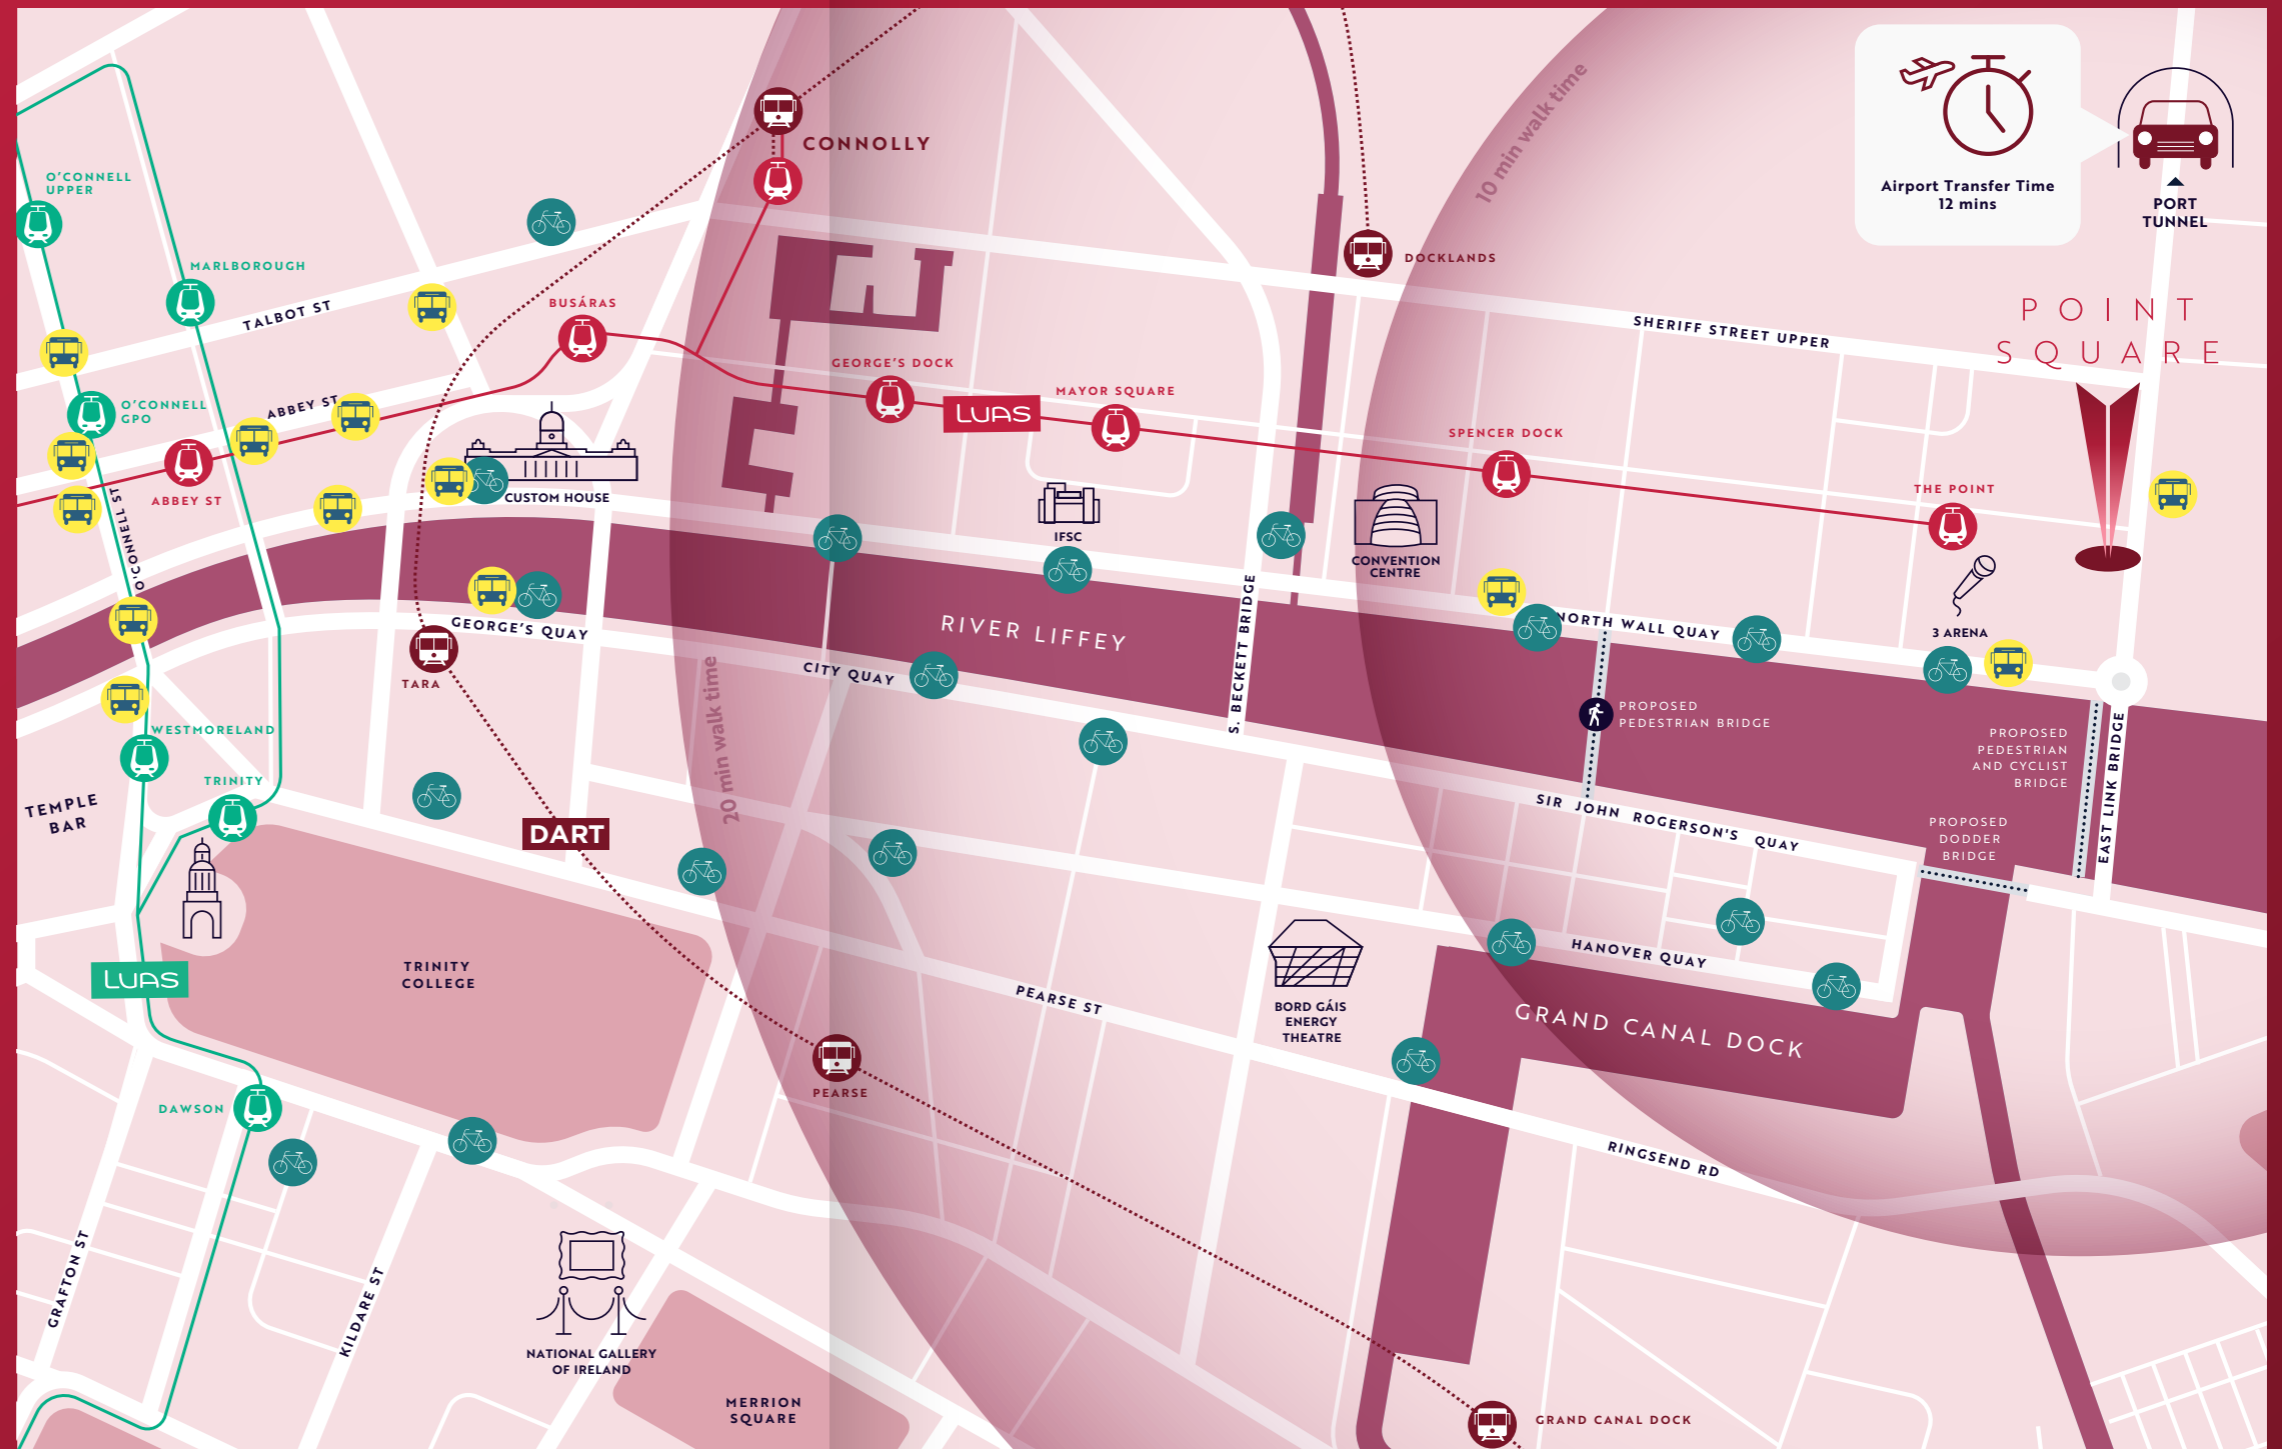 CONNOLLY
O'CONNELL
UPPER
MARLBOROUGH
TALBOT ST
BUSÁRAS
O'CONNELL
GPO
ABBEY ST
ABBEY ST
O'CONNELL ST
CUSTOM HOUSE
GEORGE'S DOCK
LUAS
MAYOR SQUARE
IFSC
10 min walk time
DOCKLANDS
Airport Transfer Time
12 mins
PORT
TUNNEL
POINT
SQUARE
SHERIFF STREET UPPER
SPENCER DOCK
THE POINT
CONVENTION
CENTRE
NORTH WALL QUAY
3 ARENA
RIVER LIFFEY
S. BECKETT BRIDGE
GEORGE'S QUAY
CITY QUAY
20 min walk time
TARA
WESTMORELAND
TRINITY
TEMPLE
BAR
DART
PROPOSED
PEDESTRIAN BRIDGE
PROPOSED
PEDESTRIAN
AND CYCLIST
BRIDGE
EAST LINK BRIDGE
SIR JOHN ROGERSON'S QUAY
PROPOSED
DODDER
BRIDGE
HANOVER QUAY
GRAND CANAL DOCK
BORD GÁIS
ENERGY
THEATRE
PEARSE ST
TRINITY
COLLEGE
LUAS
PEARSE
DAWSON
RINGSEND RD
GRAFTON ST
KILDARE ST
NATIONAL GALLERY
OF IRELAND
MERRION
SQUARE
GRAND CANAL DOCK